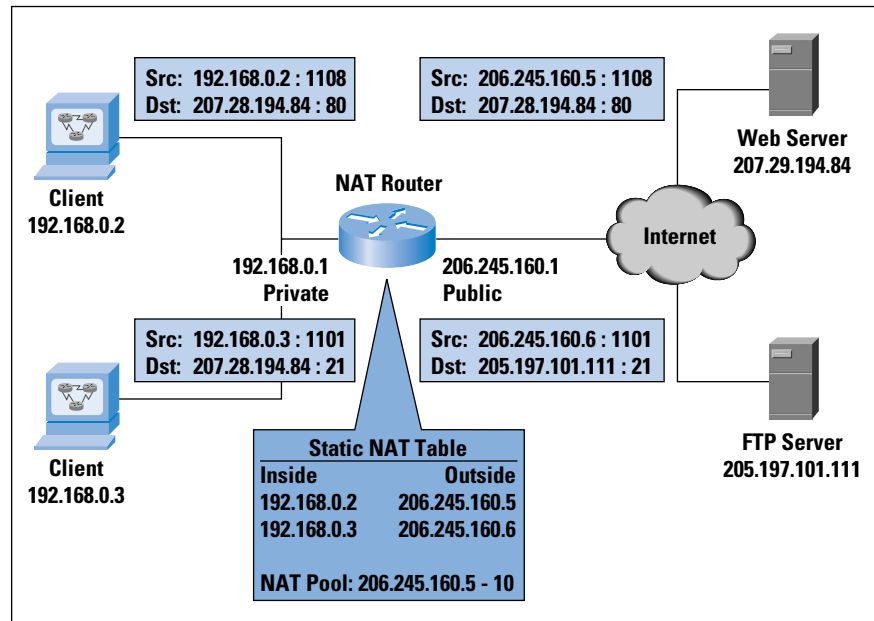 Src: 192.168.0.2 : 1108
Dst: 207.28.194.84 : 80
Src: 206.245.160.5 : 1108
Dst: 207.28.194.84 : 80
Client
192.168.0.2
NAT Router
Web Server
207.29.194.84
Internet
192.168.0.1
Private
206.245.160.1
Public
Src: 192.168.0.3 : 1101
Dst: 207.28.194.84 : 21
Src: 206.245.160.6 : 1101
Dst: 205.197.101.111 : 21
Client
192.168.0.3
FTP Server
205.197.101.111
Static NAT Table
Inside Outside
192.168.0.2 206.245.160.5
192.168.0.3 206.245.160.6
NAT Pool: 206.245.160.5 - 10